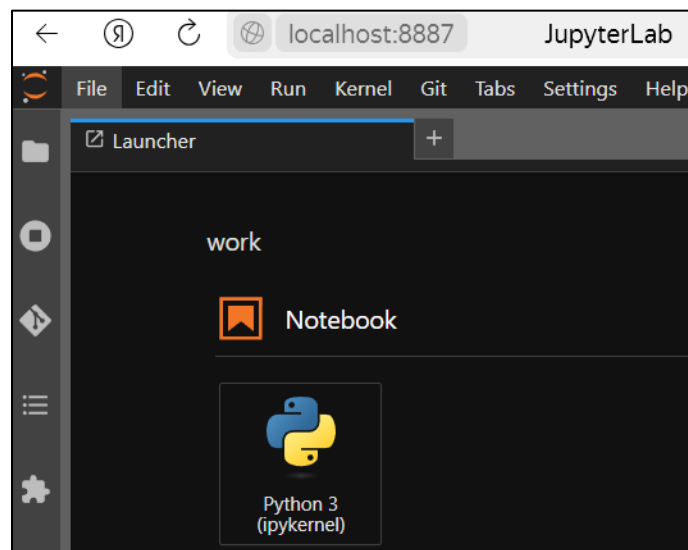 Я localhost:8887 JupyterLab
File Edit View Run Kernel Git Tabs Settings Help
Launcher +
work
Notebook
Python 3
(ipykernel)